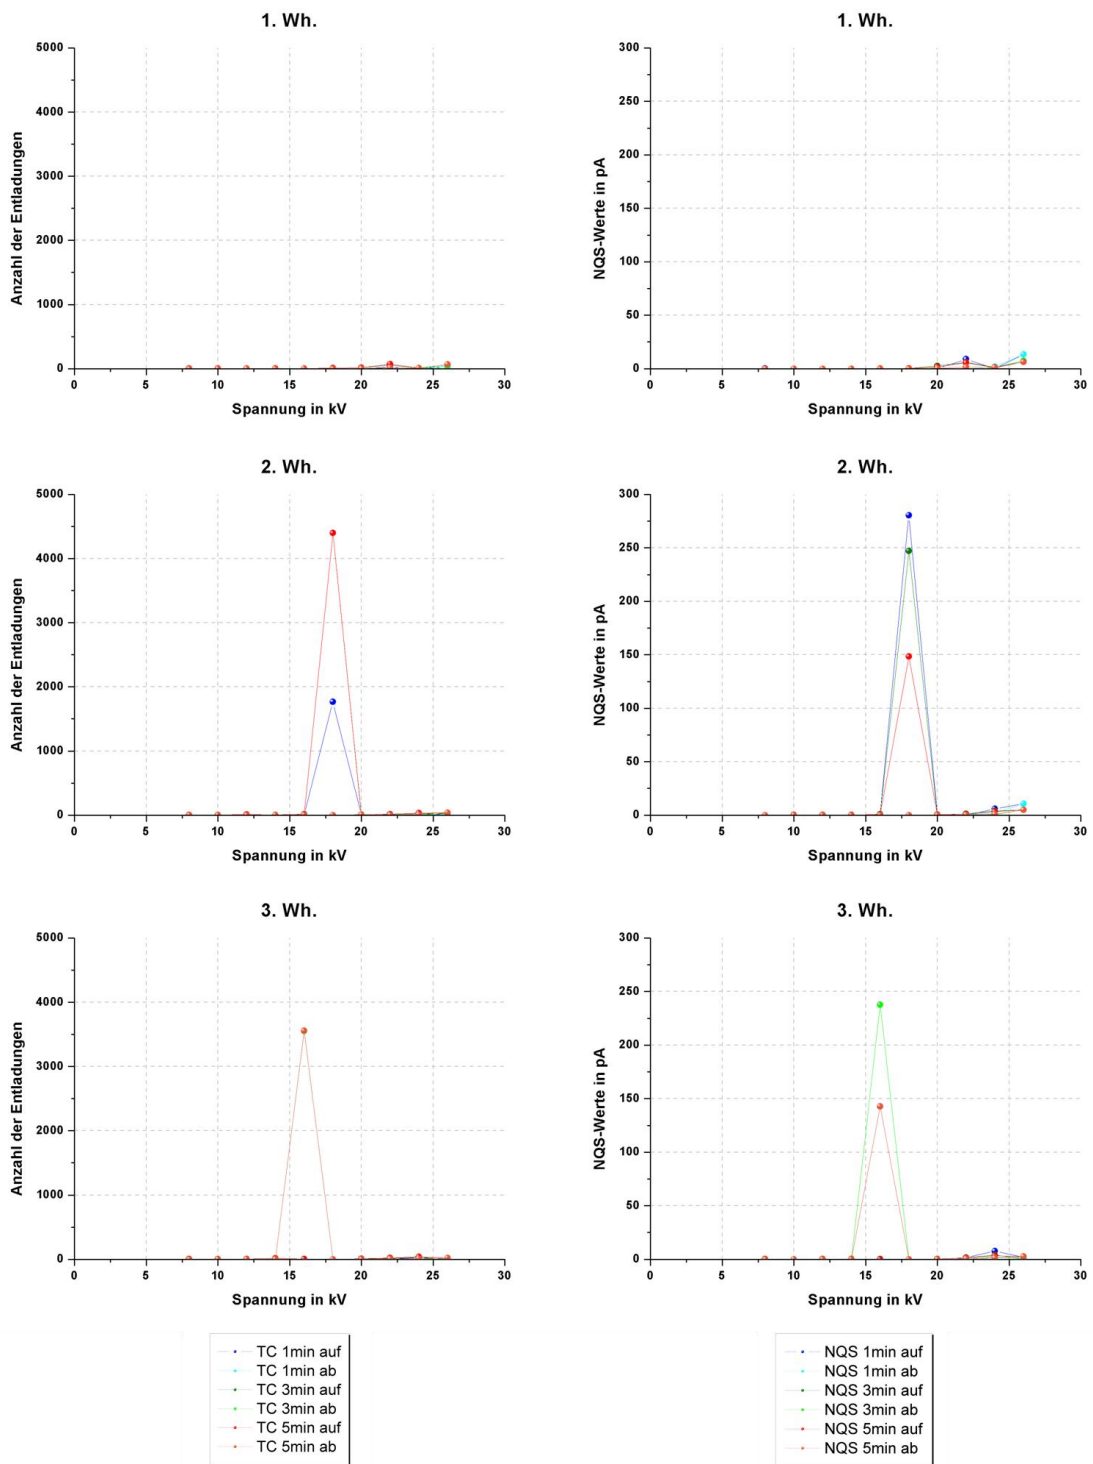 1. Wh.
5000
4000
3000
2000
1000
0
0 5 10 15 20 25 30
Anzahl der Entladungen
Spannung in kV
1. Wh.
300
250
200
150
100
50
0
0 5 10 15 20 25 30
NQS-Werte in pA
Spannung in kV
2. Wh.
5000
4000
3000
2000
1000
0
0 5 10 15 20 25 30
Anzahl der Entladungen
Spannung in kV
2. Wh.
300
250
200
150
100
50
0
0 5 10 15 20 25 30
NQS-Werte in pA
Spannung in kV
3. Wh.
5000
4000
3000
2000
1000
0
0 5 10 15 20 25 30
Anzahl der Entladungen
Spannung in kV
3. Wh.
300
250
200
150
100
50
0
0 5 10 15 20 25 30
NQS-Werte in pA
Spannung in kV
TC 1min auf
TC 1min ab
TC 3min auf
TC 3min ab
TC 5min auf
TC 5min ab
NQS 1min auf
NQS 1min ab
NQS 3min auf
NQS 3min ab
NQS 5min auf
NQS 5min ab